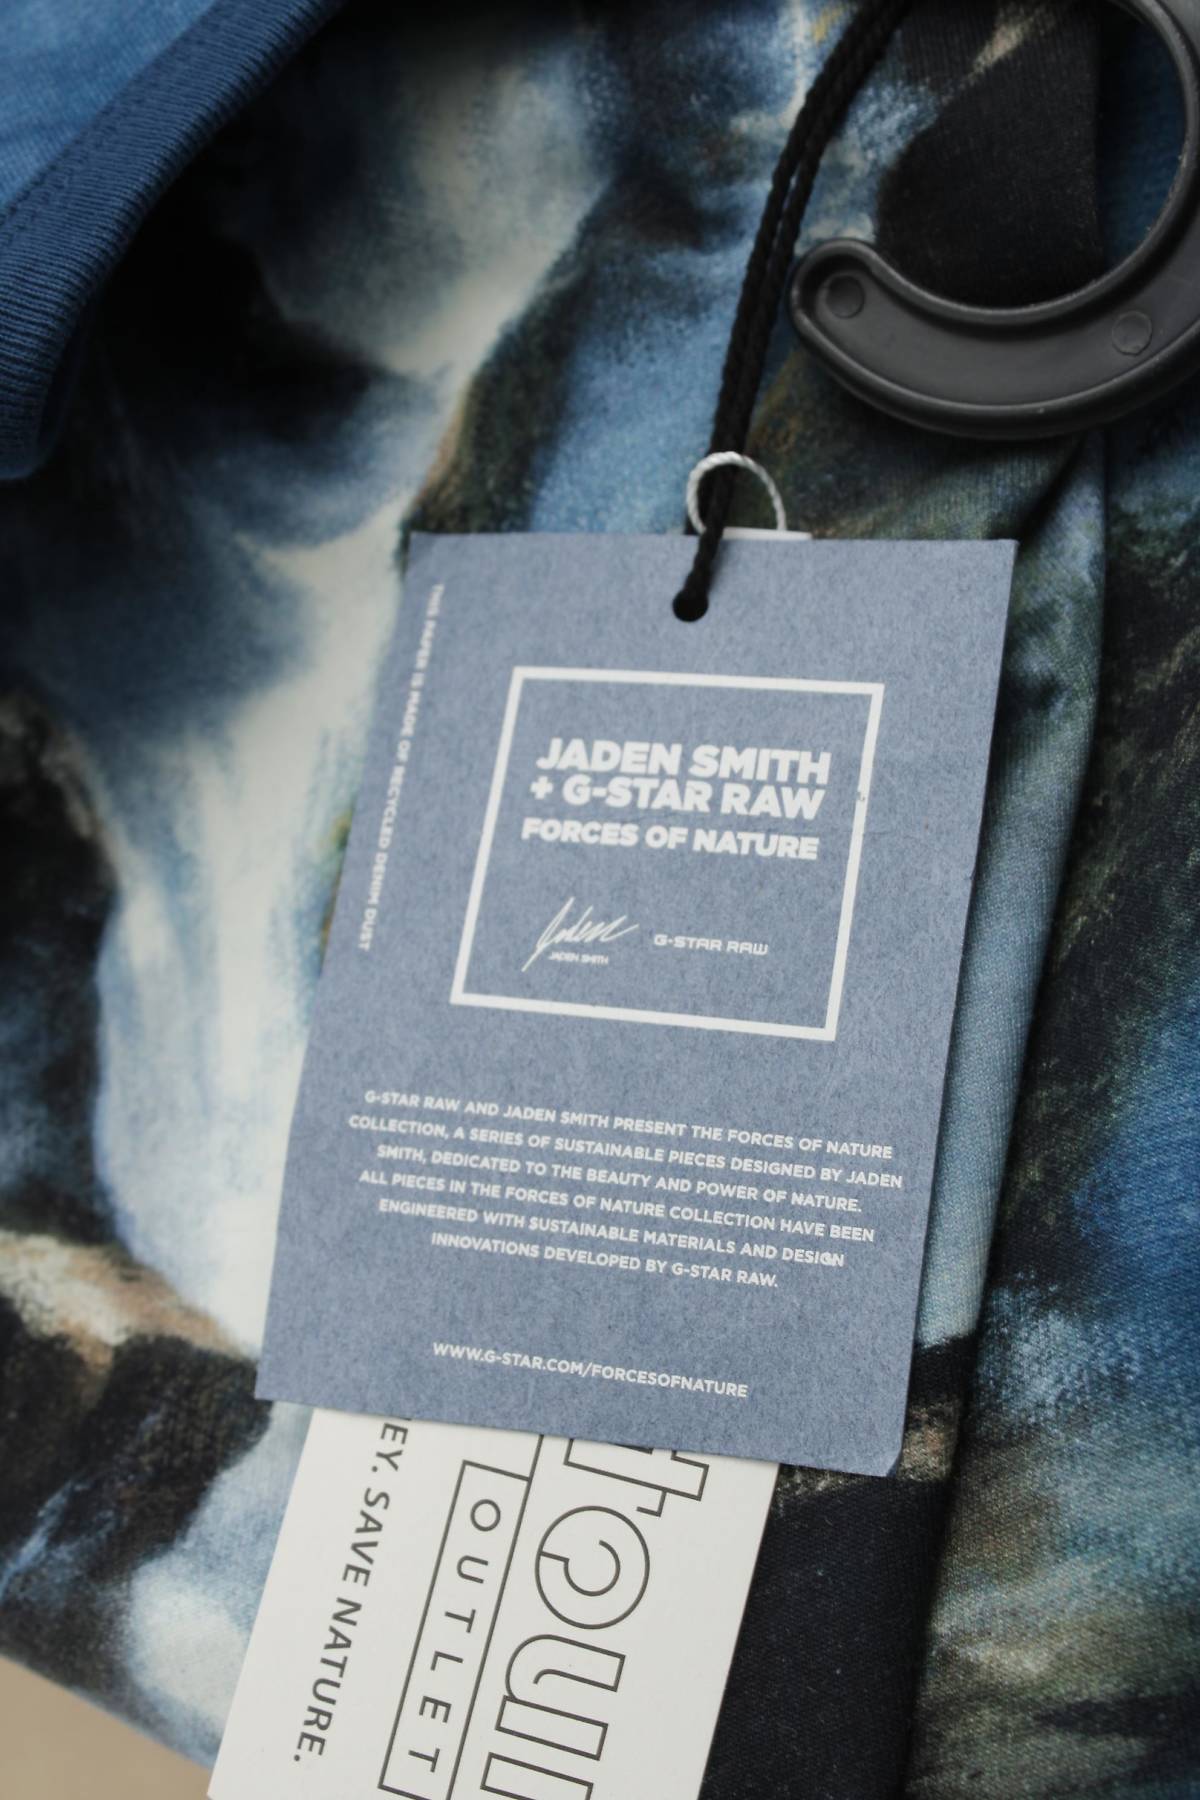 THIS PAPER IS MADE OF RECYCLED DENIM DUST
JADEN SMITH
+ G-STAR RAW
FORCES OF NATURE
Jaden
JADEN SMITH
G-STAR RAW
G-STAR RAW AND JADEN SMITH PRESENT THE FORCES OF NATURE
COLLECTION, A SERIES OF SUSTAINABLE PIECES DESIGNED BY JADEN
SMITH, DEDICATED TO THE BEAUTY AND POWER OF NATURE.
ALL PIECES IN THE FORCES OF NATURE COLLECTION HAVE BEEN
ENGINEERED WITH SUSTAINABLE MATERIALS AND DESIGN
INNOVATIONS DEVELOPED BY G-STAR RAW.
WWW.G-STAR.COM/FORCESOFNATURE
OUTLET
EY. SAVE NATURE.